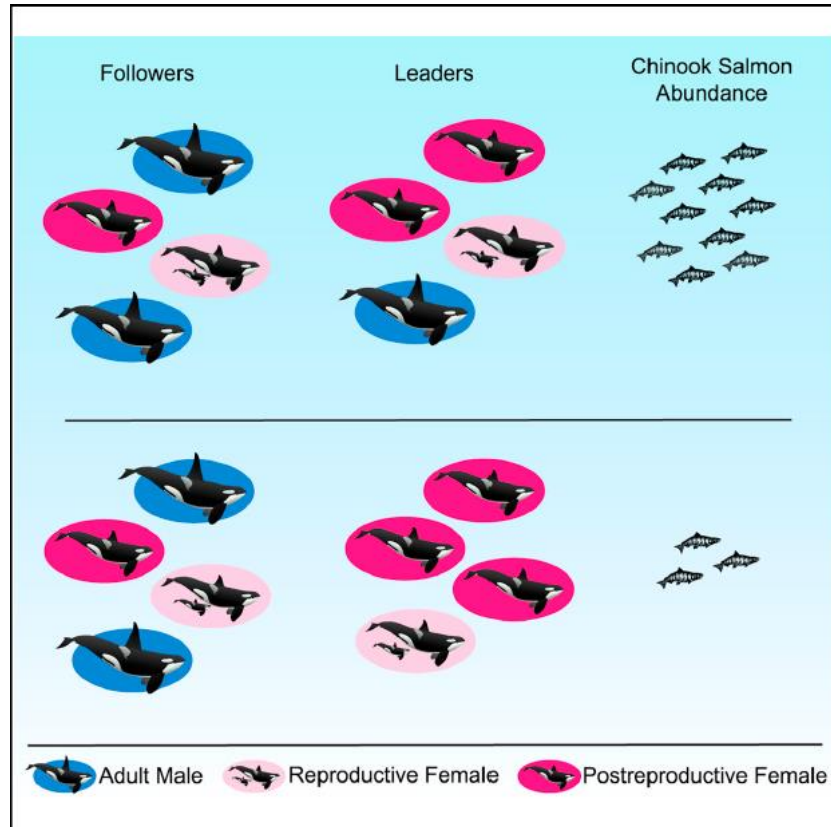 Followers
Leaders
Chinook Salmon
Abundance
Adult Male
Reproductive Female
Postreproductive Female